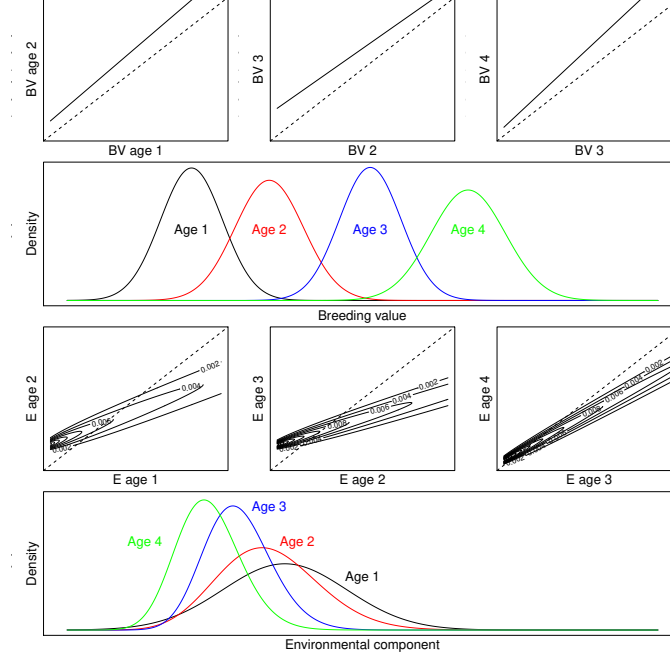 BV age 2
BV 3
BV 4
BV age 1
BV 2
BV 3
Density
Age 1
Age 2
Age 3
Age 4
Breeding value
E age 2
0.002
0.004
E age 3
0.002
0.004
0.006
E age 4
0.002
0.004
0.006
E age 1
E age 2
E age 3
Density
Age 3
Age 4
Age 2
Age 1
Environmental component